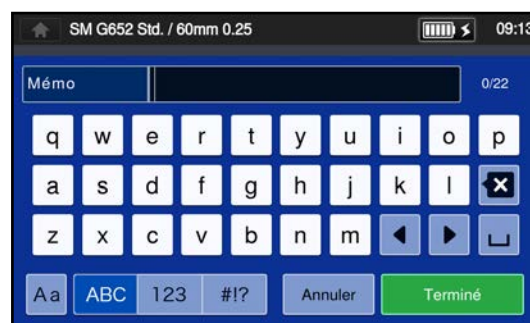 SM G652 Std. / 60mm 0.25 09:13
Mémo 0/22
q w e r t y u i o p
a s d f g h j k l
z x c v b n m
Aa ABC 123 #!? Annuler Terminé